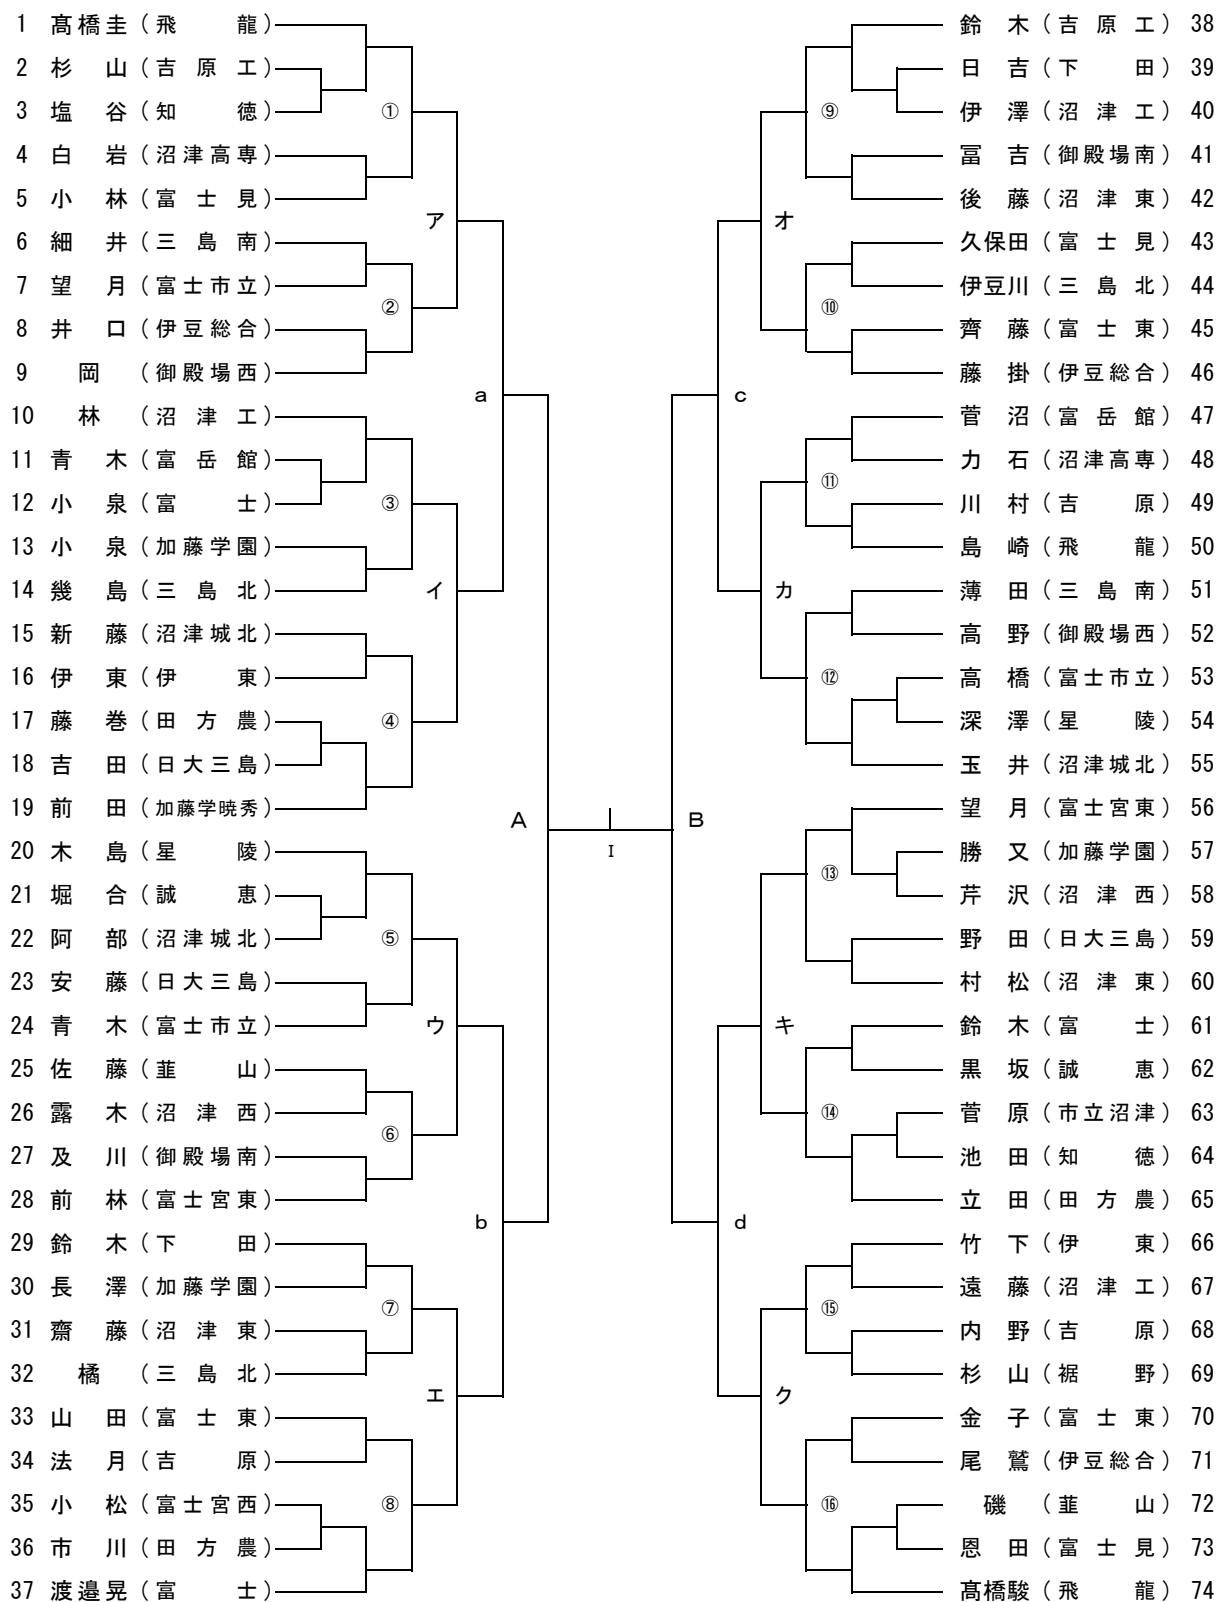 1 髙橋圭（飛龍）
2 杉山（吉原工）
3 塩谷（知徳）
①
4 白岩（沼津高専）
5 小林（富士見）
ア
6 細井（三島南）
7 望月（富士市立）
②
8 井口（伊豆総合）
9 岡（御殿場西）
a
10 林（沼津工）
11 青木（富岳館）
12 小泉（富士）
③
13 小泉（加藤学園）
14 幾島（三島北）
イ
15 新藤（沼津城北）
16 伊東（伊東）
17 藤巻（田方農）
④
18 吉田（日大三島）
19 前田（加藤学暁秀）
A
20 木島（星陵）
21 堀合（誠恵）
22 阿部（沼津城北）
⑤
23 安藤（日大三島）
24 青木（富士市立）
ウ
25 佐藤（韮山）
26 露木（沼津西）
⑥
27 及川（御殿場南）
28 前林（富士宮東）
b
29 鈴木（下田）
30 長澤（加藤学園）
⑦
31 齋藤（沼津東）
32 橘（三島北）
エ
33 山田（富士東）
34 法月（吉原）
35 小松（富士宮西）
⑧
36 市川（田方農）
37 渡邉晃（富士）
I
鈴木（吉原工）38
日吉（下田）39
伊澤（沼津工）40
⑨
冨吉（御殿場南）41
後藤（沼津東）42
オ
久保田（富士見）43
伊豆川（三島北）44
⑩
齊藤（富士東）45
藤掛（伊豆総合）46
c
菅沼（富岳館）47
力石（沼津高専）48
⑪
川村（吉原）49
島崎（飛龍）50
カ
薄田（三島南）51
高野（御殿場西）52
⑫
高橋（富士市立）53
深澤（星陵）54
玉井（沼津城北）55
B
望月（富士宮東）56
勝又（加藤学園）57
⑬
芹沢（沼津西）58
野田（日大三島）59
村松（沼津東）60
キ
鈴木（富士）61
黒坂（誠恵）62
⑭
菅原（市立沼津）63
池田（知徳）64
立田（田方農）65
d
竹下（伊東）66
遠藤（沼津工）67
⑮
内野（吉原）68
杉山（裾野）69
ク
金子（富士東）70
尾鷲（伊豆総合）71
⑯
磯（韮山）72
恩田（富士見）73
髙橋駿（飛龍）74